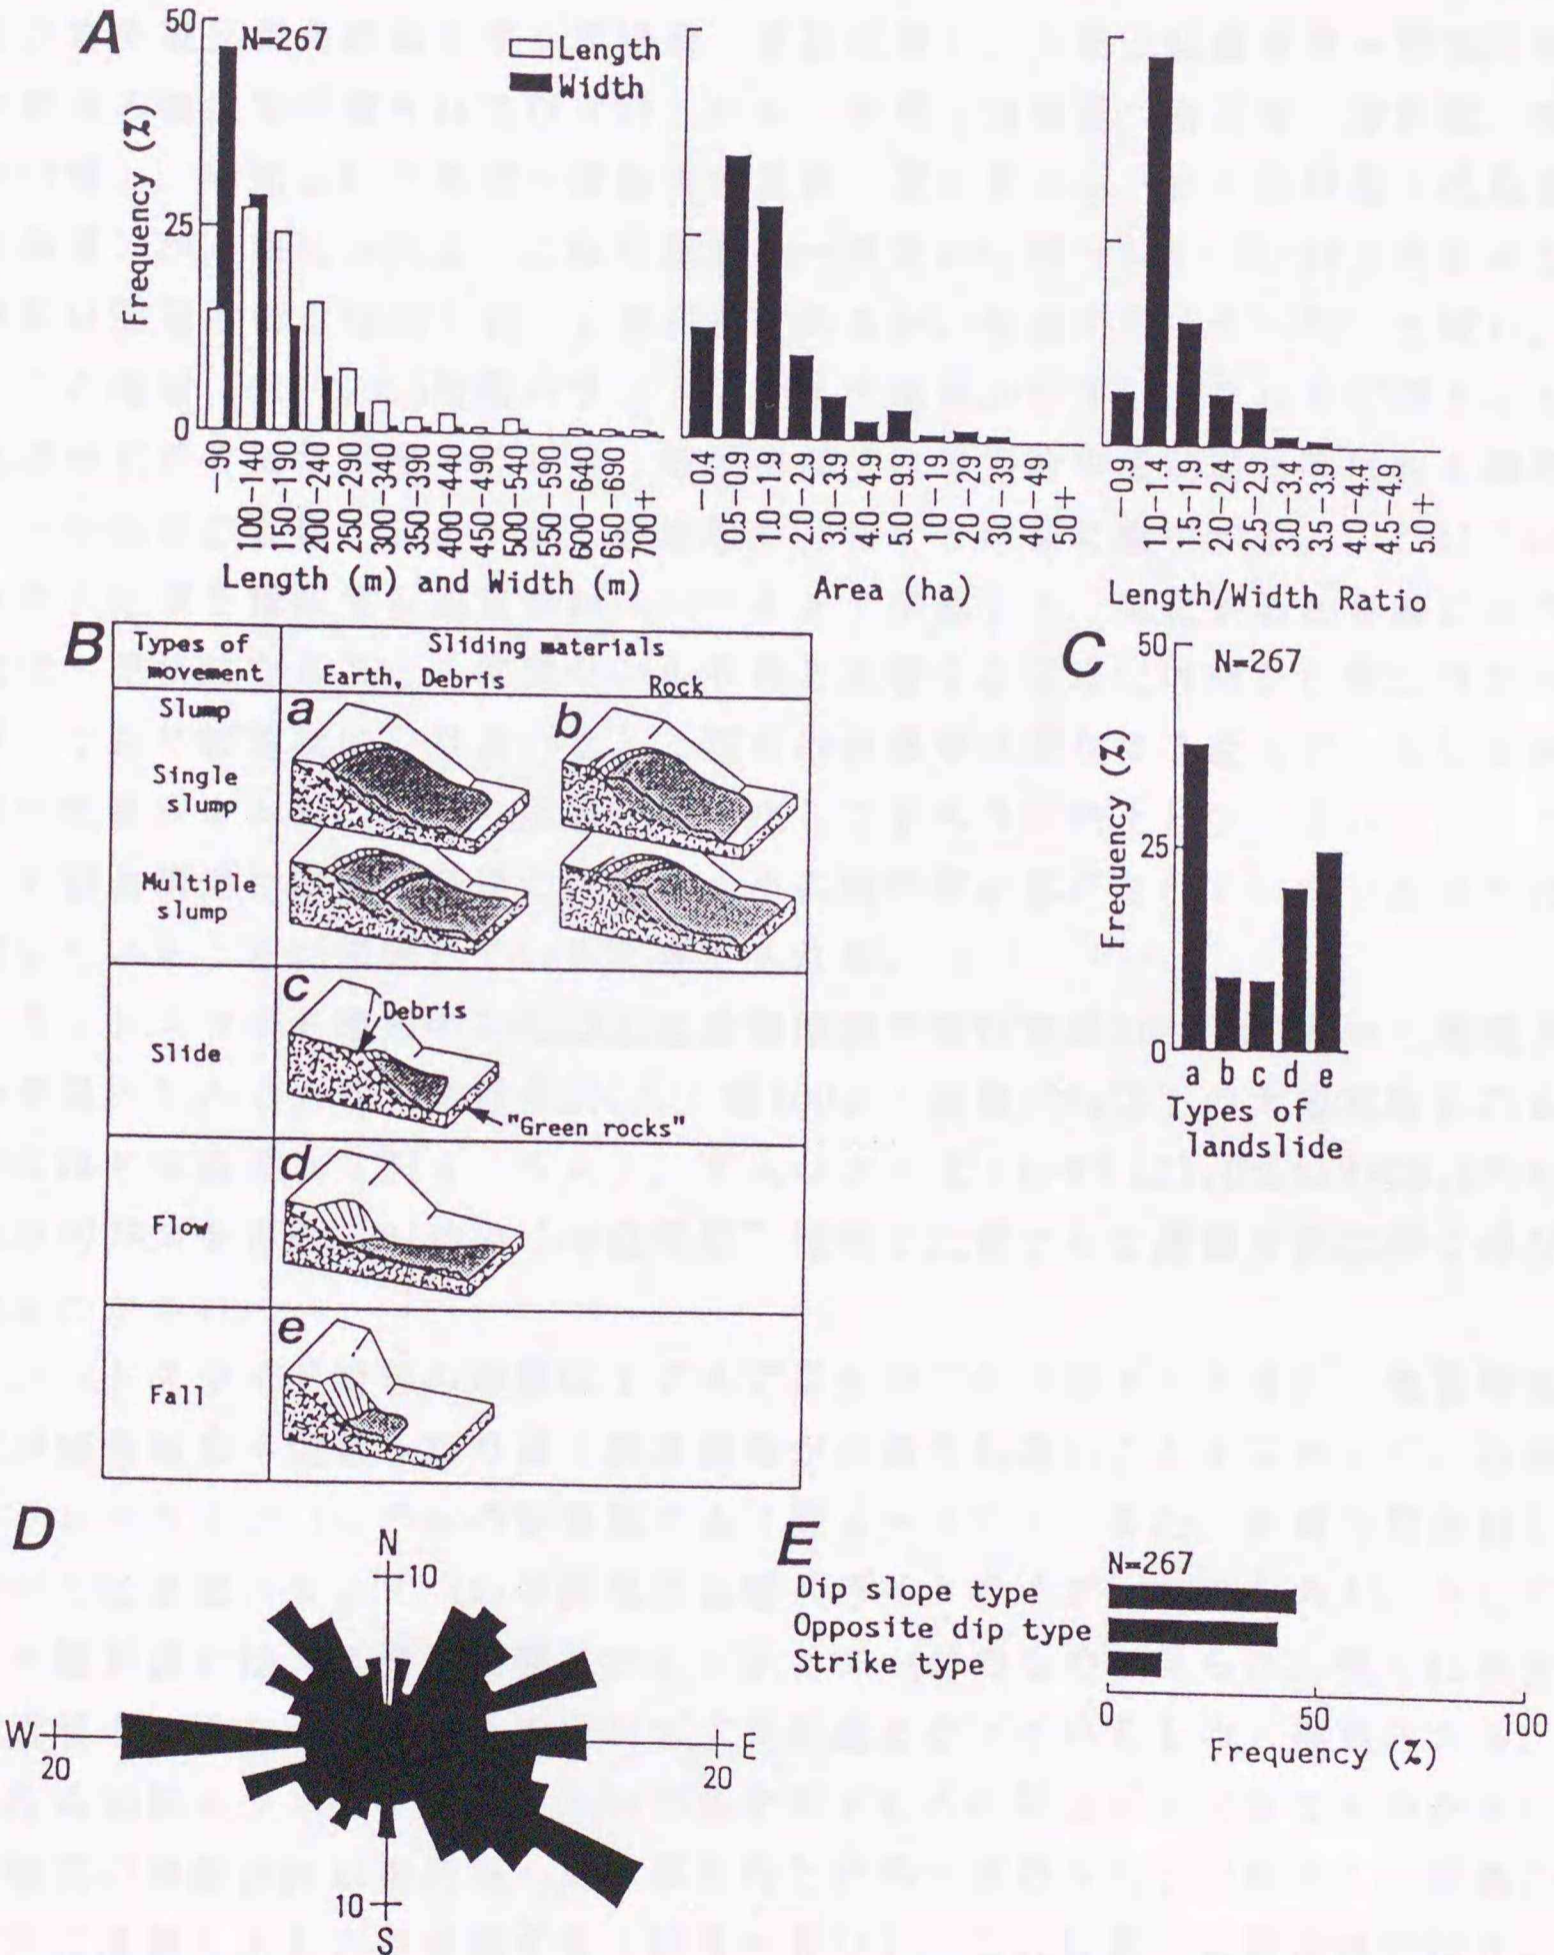 A
50
N=267
Length
Width
25
0
Frequency (%)
-90
100-140
150-190
200-240
250-290
300-340
350-390
400-440
450-490
500-540
550-590
600-640
650-690
700+
Length (m) and Width (m)
-0.4
0.5-0.9
1.0-1.9
2.0-2.9
3.0-3.9
4.0-4.9
5.0-9.9
10-19
20-29
30-39
40-49
50+
Area (ha)
-0.9
1.0-1.4
1.5-1.9
2.0-2.4
2.5-2.9
3.0-3.4
3.5-3.9
4.0-4.4
4.5-4.9
5.0+
Length/Width Ratio
B
Types of
movement
Sliding materials
Earth, Debris
Rock
Slump
a
b
Single
slump
Multiple
slump
c
Debris
Slide
"Green rocks"
d
Flow
e
Fall
C
50
N=267
25
0
Frequency (%)
a b c d e
Types of
landslide
D
N
10
W
20
E
20
10
S
E
N=267
Dip slope type
Opposite dip type
Strike type
0 50 100
Frequency (%)